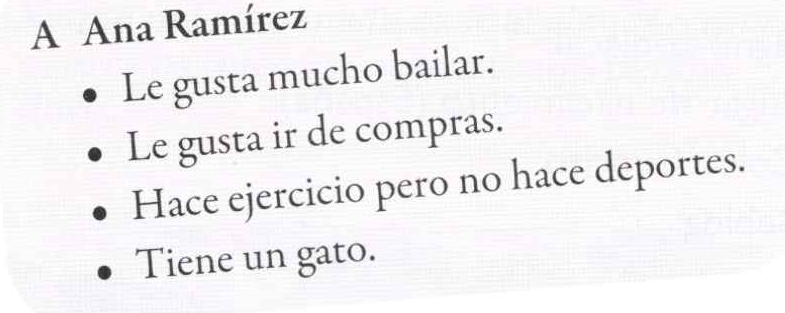 A Ana Ramírez
• Le gusta mucho bailar.
• Le gusta ir de compras.
• Hace ejercicio pero no hace deportes.
• Tiene un gato.